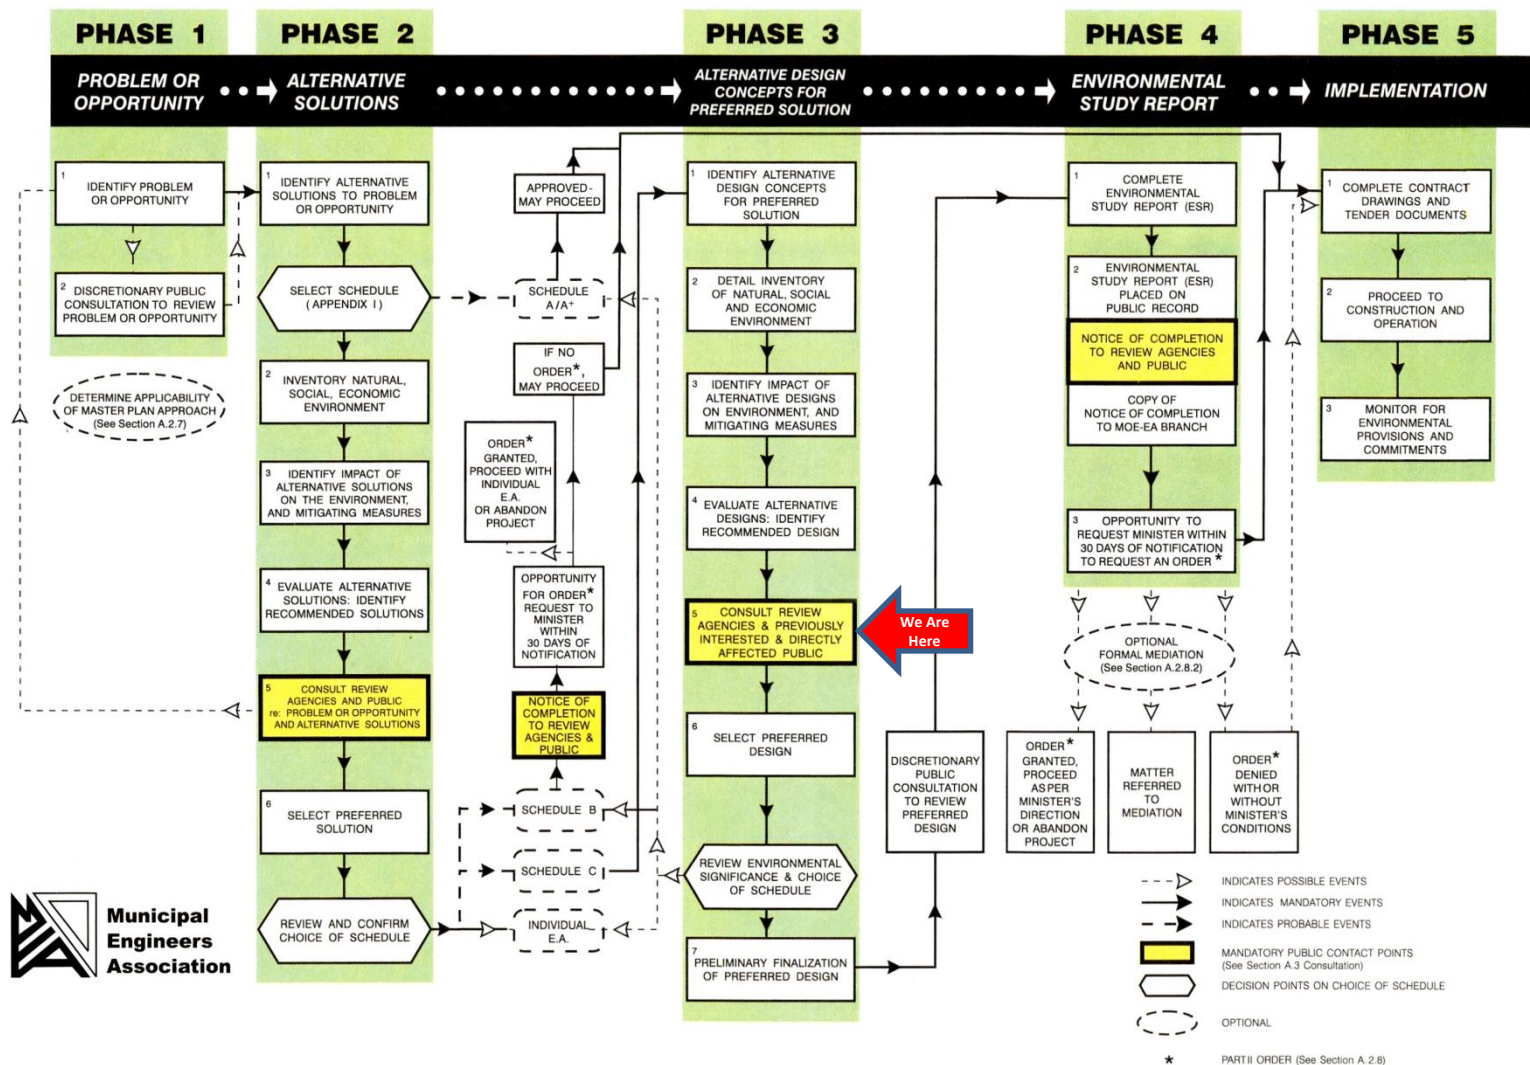 PHASE 1
PHASE 2
PHASE 3
PHASE 4
PHASE 5
PROBLEM OR
OPPORTUNITY
ALTERNATIVE
SOLUTIONS
ALTERNATIVE DESIGN
CONCEPTS FOR
PREFERRED SOLUTION
ENVIRONMENTAL
STUDY REPORT
IMPLEMENTATION
1
IDENTIFY PROBLEM
OR OPPORTUNITY
2
DISCRETIONARY PUBLIC
CONSULTATION TO REVIEW
PROBLEM OR OPPORTUNITY
DETERMINE APPLICABILITY
OF MASTER PLAN APPROACH
(See Section A.2.7)
1
IDENTIFY ALTERNATIVE
SOLUTIONS TO PROBLEM
OR OPPORTUNITY
SELECT SCHEDULE
(APPENDIX I)
2
INVENTORY NATURAL,
SOCIAL, ECONOMIC
ENVIRONMENT
3
IDENTIFY IMPACT OF
ALTERNATIVE SOLUTIONS
ON THE ENVIRONMENT,
AND MITIGATING MEASURES
4
EVALUATE ALTERNATIVE
SOLUTIONS: IDENTIFY
RECOMMENDED SOLUTIONS
5
CONSULT REVIEW
AGENCIES AND PUBLIC
re: PROBLEM OR OPPORTUNITY
AND ALTERNATIVE SOLUTIONS
6
SELECT PREFERRED
SOLUTION
REVIEW AND CONFIRM
CHOICE OF SCHEDULE
APPROVED-
MAY PROCEED
SCHEDULE
A/A+
IF NO
ORDER*,
MAY PROCEED
ORDER*
GRANTED,
PROCEED WITH
INDIVIDUAL
E.A.
OR ABANDON
PROJECT
OPPORTUNITY
FOR ORDER*
REQUEST TO
MINISTER
WITHIN
30 DAYS OF
NOTIFICATION
NOTICE OF
COMPLETION
TO REVIEW
AGENCIES &
PUBLIC
SCHEDULE B
SCHEDULE C
INDIVIDUAL
E.A.
1
IDENTIFY ALTERNATIVE
DESIGN CONCEPTS
FOR PREFERRED
SOLUTION
2
DETAIL INVENTORY
OF NATURAL, SOCIAL
AND ECONOMIC
ENVIRONMENT
3
IDENTIFY IMPACT OF
ALTERNATIVE DESIGNS
ON ENVIRONMENT, AND
MITIGATING MEASURES
4
EVALUATE ALTERNATIVE
DESIGNS: IDENTIFY
RECOMMENDED DESIGN
5
CONSULT REVIEW
AGENCIES & PREVIOUSLY
INTERESTED & DIRECTLY
AFFECTED PUBLIC
We Are
Here
6
SELECT PREFERRED
DESIGN
REVIEW ENVIRONMENTAL
SIGNIFICANCE & CHOICE
OF SCHEDULE
7
PRELIMINARY FINALIZATION
OF PREFERRED DESIGN
DISCRETIONARY
PUBLIC
CONSULTATION
TO REVIEW
PREFERRED
DESIGN
1
COMPLETE
ENVIRONMENTAL
STUDY REPORT (ESR)
2
ENVIRONMENTAL
STUDY REPORT (ESR)
PLACED ON
PUBLIC RECORD
NOTICE OF COMPLETION
TO REVIEW AGENCIES
AND PUBLIC
COPY OF
NOTICE OF COMPLETION
TO MOE-EA BRANCH
3
OPPORTUNITY TO
REQUEST MINISTER WITHIN
30 DAYS OF NOTIFICATION
TO REQUEST AN ORDER*
OPTIONAL
FORMAL MEDIATION
(See Section A.2.8.2)
ORDER*
GRANTED,
PROCEED
AS PER
MINISTER'S
DIRECTION
OR ABANDON
PROJECT
MATTER
REFERRED
TO
MEDIATION
ORDER*
DENIED
WITH OR
WITHOUT
MINISTER'S
CONDITIONS
1
COMPLETE CONTRACT
DRAWINGS AND
TENDER DOCUMENTS
2
PROCEED TO
CONSTRUCTION AND
OPERATION
3
MONITOR FOR
ENVIRONMENTAL
PROVISIONS AND
COMMITMENTS
Municipal
Engineers
Association
INDICATES POSSIBLE EVENTS
INDICATES MANDATORY EVENTS
INDICATES PROBABLE EVENTS
MANDATORY PUBLIC CONTACT POINTS
(See Section A.3 Consultation)
DECISION POINTS ON CHOICE OF SCHEDULE
OPTIONAL
* PART II ORDER (See Section A.2.8)